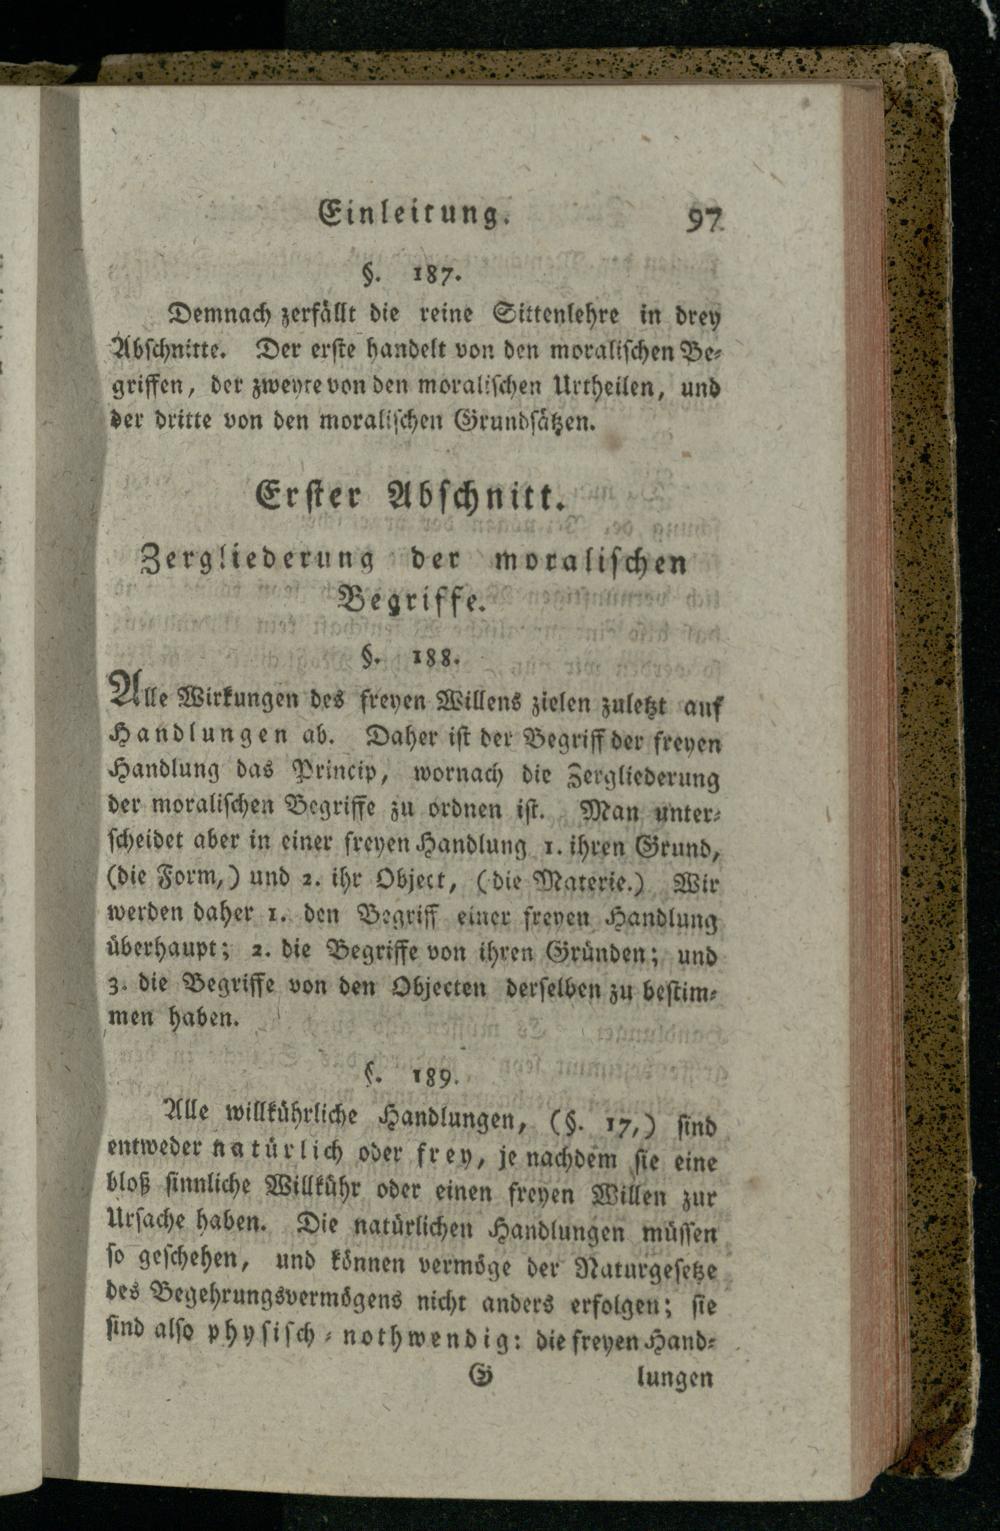 Einleitung. 97
§. 187.
Demnach zerfällt die reine Sittenlehre in drey
Abschnitte. Der erste handelt von den moralischen Be-
griffen, der zweyte von den moralischen Urtheilen, und
der dritte von den moralischen Grundsätzen.
Erster Abschnitt.
Zergliederung der moralischen
Begriffe.
§. 188.
Alle Wirkungen des freyen Willens zielen zuletzt auf
Handlungen ab. Daher ist der Begriff der freyen
Handlung das Princip, wornach die Zergliederung
der moralischen Begriffe zu ordnen ist. Man unter-
scheidet aber in einer freyen Handlung 1. ihren Grund,
(die Form,) und 2. ihr Object, (die Materie.) Wir
werden daher 1. den Begriff einer freyen Handlung
überhaupt; 2. die Begriffe von ihren Gründen; und
3. die Begriffe von den Objecten derselben zu bestim-
men haben.
§. 189.
Alle willkührliche Handlungen, (§. 17,) sind
entweder natürlich oder frey, je nachdem sie eine
bloß sinnliche Willkühr oder einen freyen Willen zur
Ursache haben. Die natürlichen Handlungen müssen
so geschehen, und können vermöge der Naturgesetze
des Begehrungsvermögens nicht anders erfolgen; sie
sind also physisch-nothwendig: die freyen Hand-
G lungen